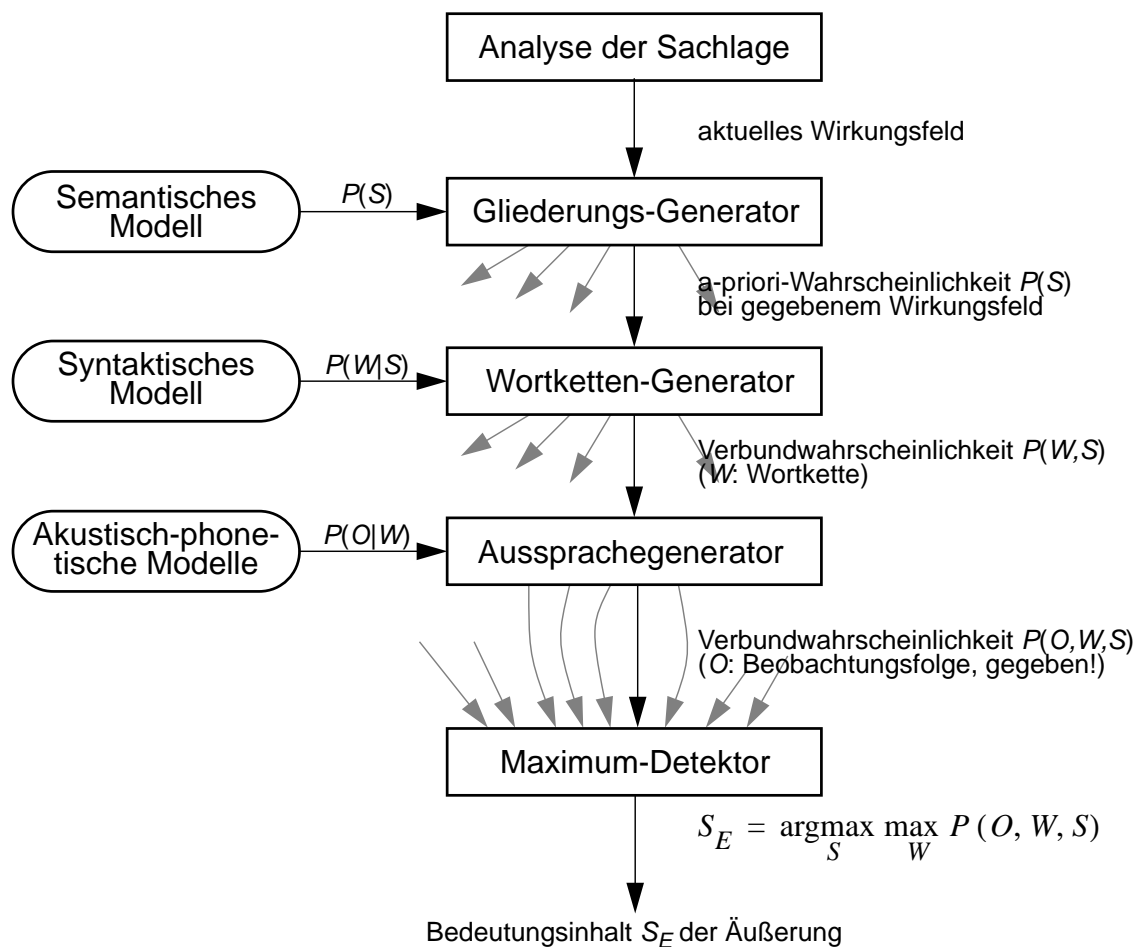 Analyse der Sachlage
aktuelles Wirkungsfeld
Semantisches
Modell
P(S)
Gliederungs-Generator
a-priori-Wahrscheinlichkeit P(S)
bei gegebenem Wirkungsfeld
Syntaktisches
Modell
P(W|S)
Wortketten-Generator
Verbundwahrscheinlichkeit P(W,S)
(W: Wortkette)
Akustisch-phone-
tische Modelle
P(O|W)
Aussprachegenerator
Verbundwahrscheinlichkeit P(O,W,S)
(O: Beobachtungsfolge, gegeben!)
Maximum-Detektor
S_E = argmax max P (O, W, S)
S W
Bedeutungsinhalt S_E der Äußerung